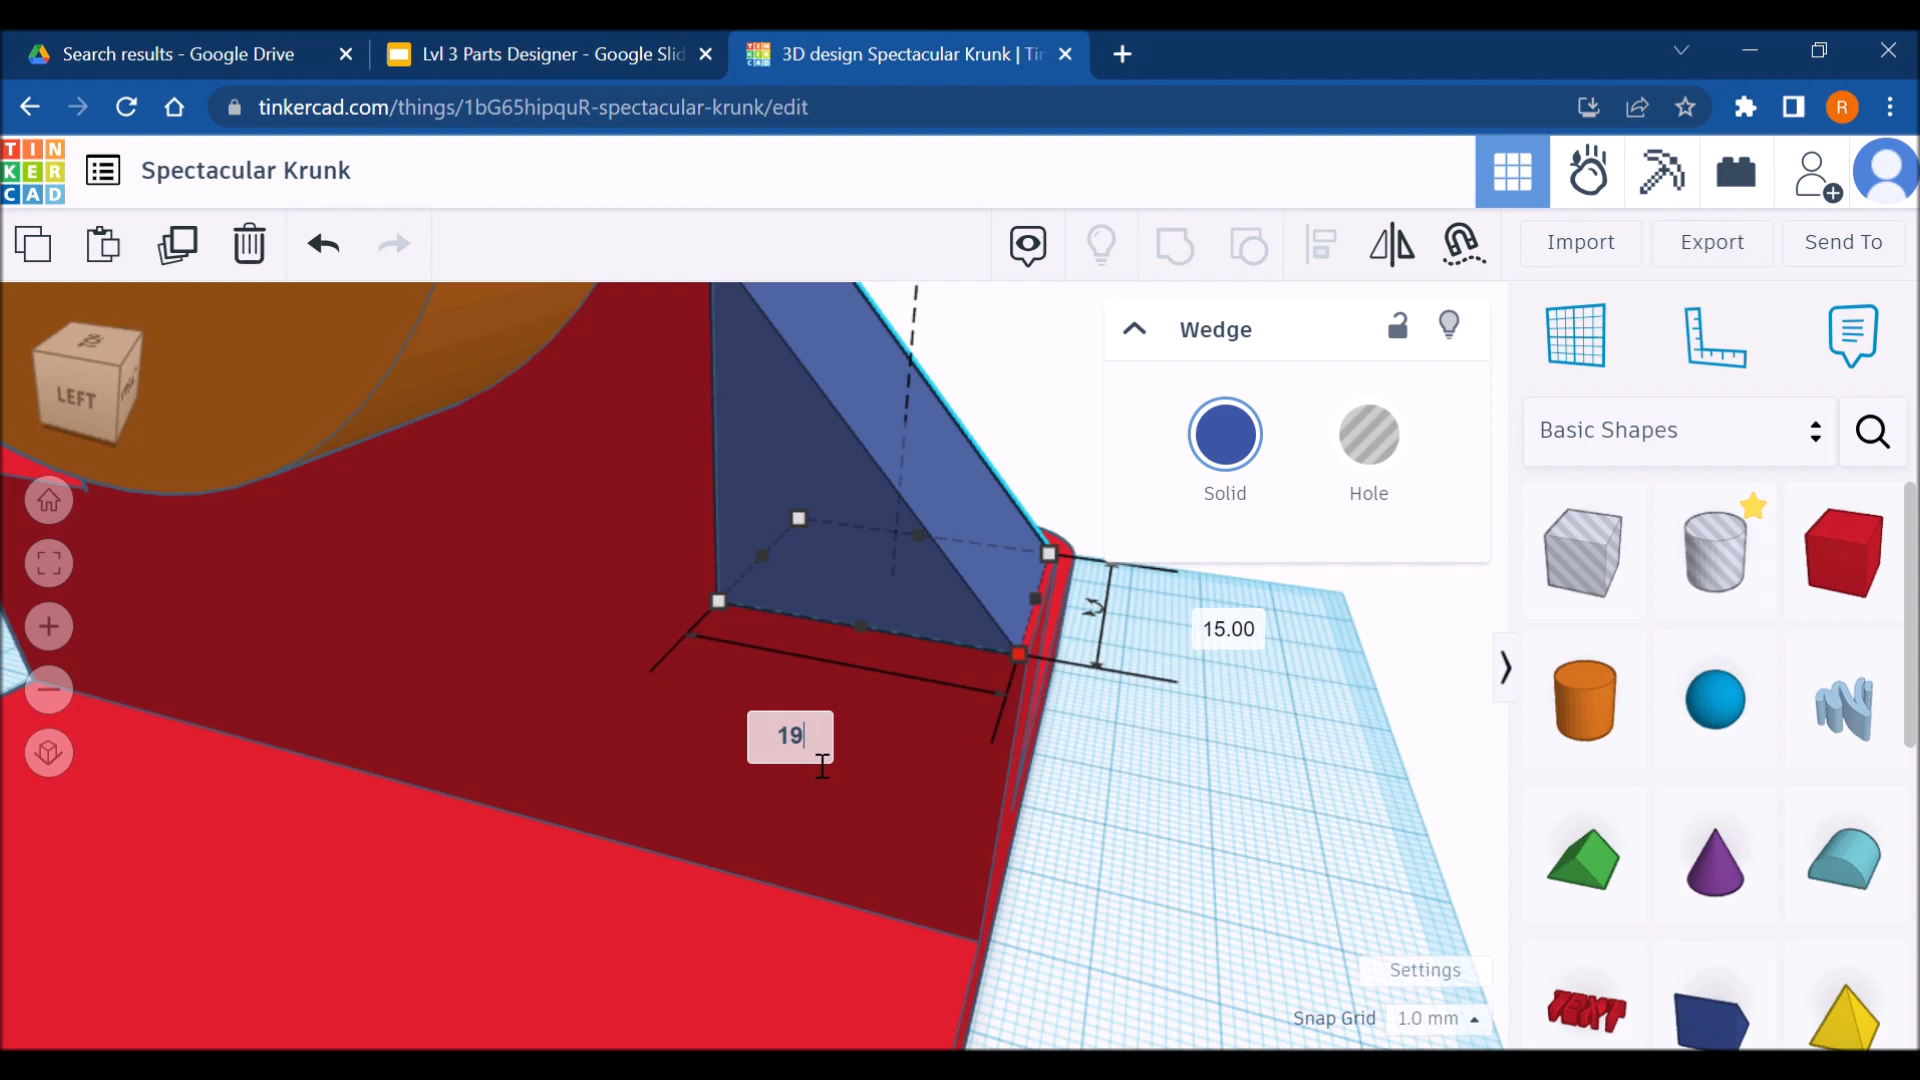 Search results - Google Drive
Lvl 3 Parts Designer - Google Slid
3D design Spectacular Krunk | Tin
tinkercad.com/things/1bG65hipquR-spectacular-krunk/edit
R
TIN
KER
CAD
Spectacular Krunk
Import
Export
Send To
Wedge
LEFT
Basic Shapes
Solid
Hole
15.00
19
TEXT
Settings
Snap Grid
1.0 mm